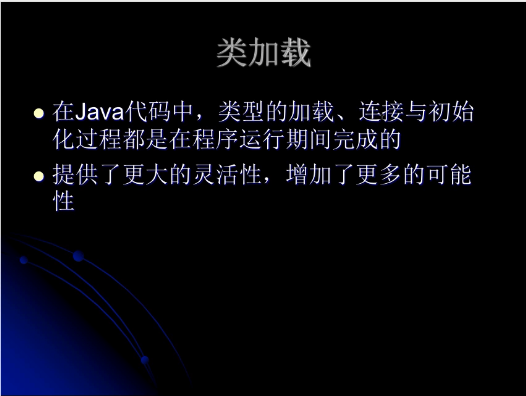 类加载
在Java代码中，类型的加载、连接与初始
化过程都是在程序运行期间完成的
提供了更大的灵活性，增加了更多的可能
性